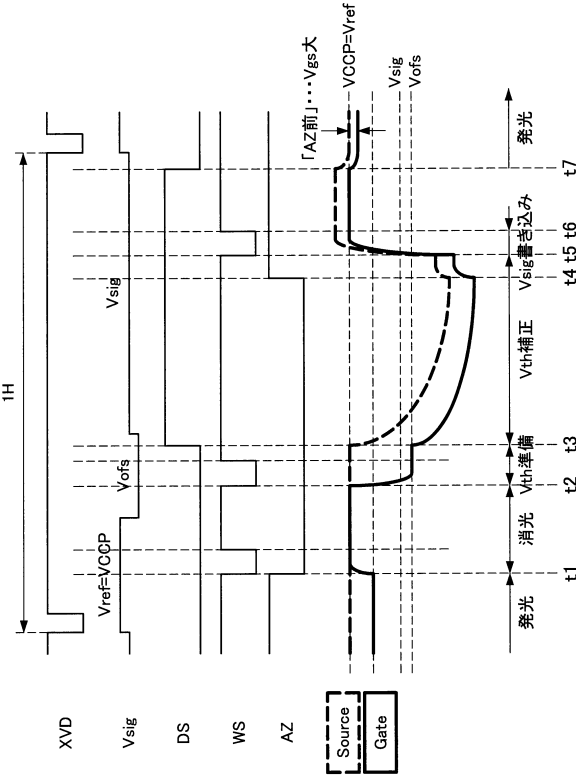 1H
XVD
Vref=VCCP
Vofs
Vsig
Vsig
DS
WS
AZ
Source
Gate
「AZ前」・・・Vgs大
VCCP=Vref
Vsig
Vofs
発光
消光
Vth準備
Vth補正
Vsig書き込み
発光
t1
t2
t3
t4
t5
t6
t7